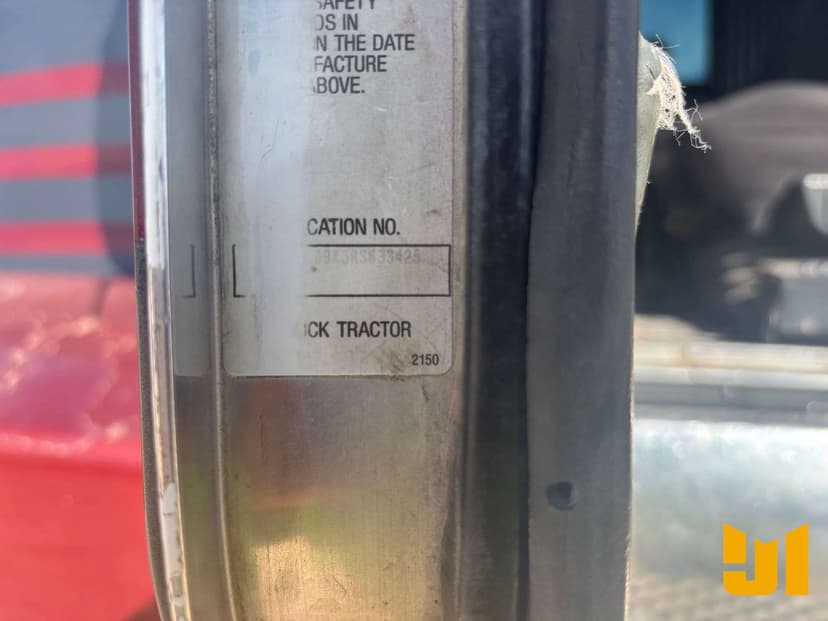 SAFETY
DS IN
N THE DATE
FACTURE
ABOVE.
CATION NO.
CK TRACTOR
2150